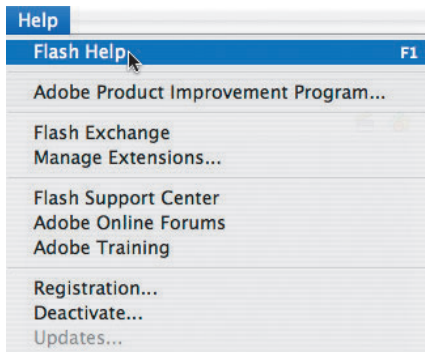 Help
Flash Help F1
Adobe Product Improvement Program...
Flash Exchange
Manage Extensions...
Flash Support Center
Adobe Online Forums
Adobe Training
Registration...
Deactivate...
Updates...